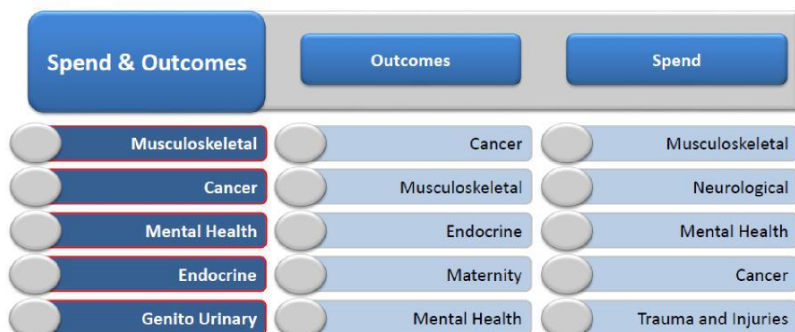 Spend & Outcomes
Outcomes
Spend
Musculoskeletal
Cancer
Musculoskeletal
Cancer
Musculoskeletal
Neurological
Mental Health
Endocrine
Mental Health
Endocrine
Maternity
Cancer
Genito Urinary
Mental Health
Trauma and Injuries